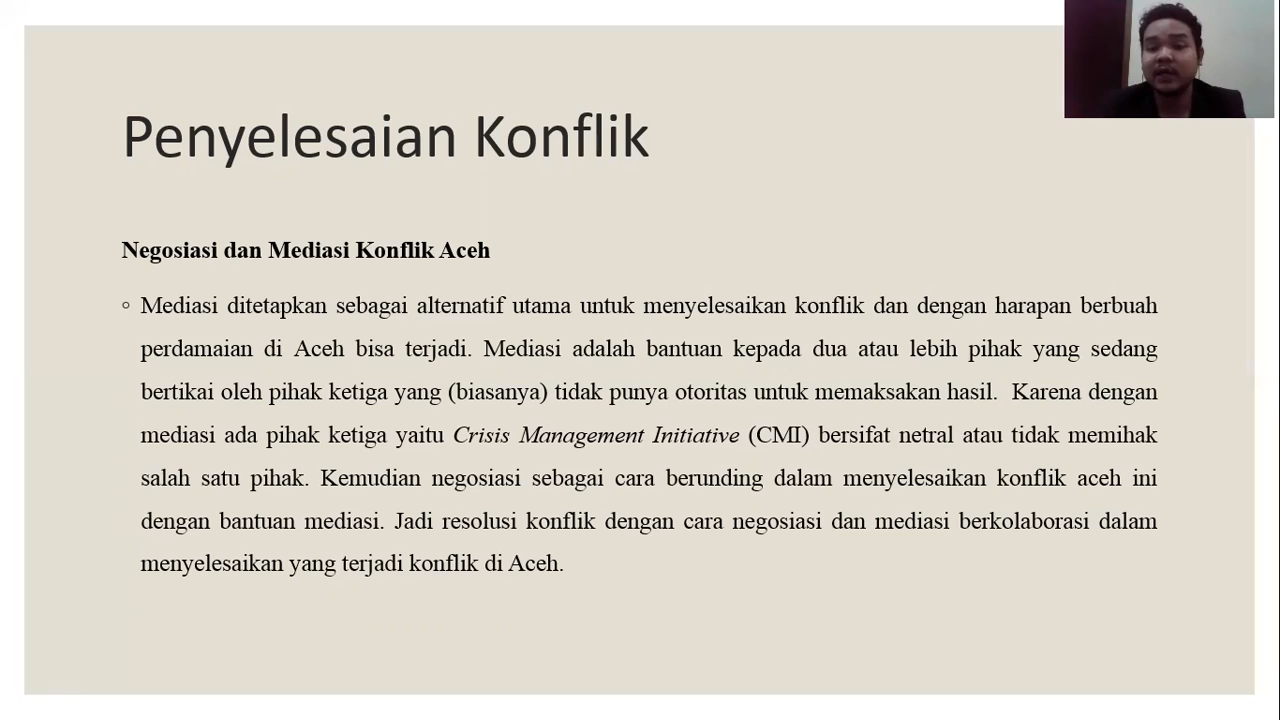 Penyelesaian Konflik
Negosiasi dan Mediasi Konflik Aceh
◦ Mediasi ditetapkan sebagai alternatif utama untuk menyelesaikan konflik dan dengan harapan berbuah
perdamaian di Aceh bisa terjadi. Mediasi adalah bantuan kepada dua atau lebih pihak yang sedang
bertikai oleh pihak ketiga yang (biasanya) tidak punya otoritas untuk memaksakan hasil.  Karena dengan
mediasi ada pihak ketiga yaitu Crisis Management Initiative (CMI) bersifat netral atau tidak memihak
salah satu pihak. Kemudian negosiasi sebagai cara berunding dalam menyelesaikan konflik aceh ini
dengan bantuan mediasi. Jadi resolusi konflik dengan cara negosiasi dan mediasi berkolaborasi dalam
menyelesaikan yang terjadi konflik di Aceh.